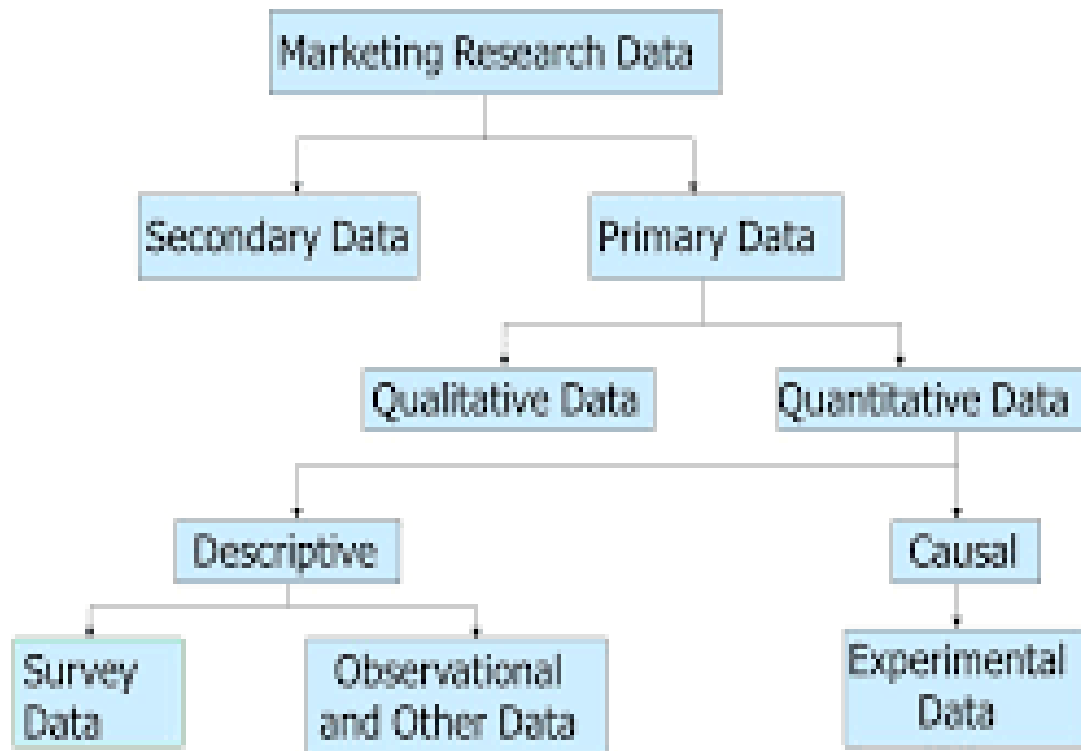 Marketing Research Data
Secondary Data
Primary Data
Qualitative Data
Quantitative Data
Descriptive
Causal
Survey
Data
Observational
and Other Data
Experimental
Data